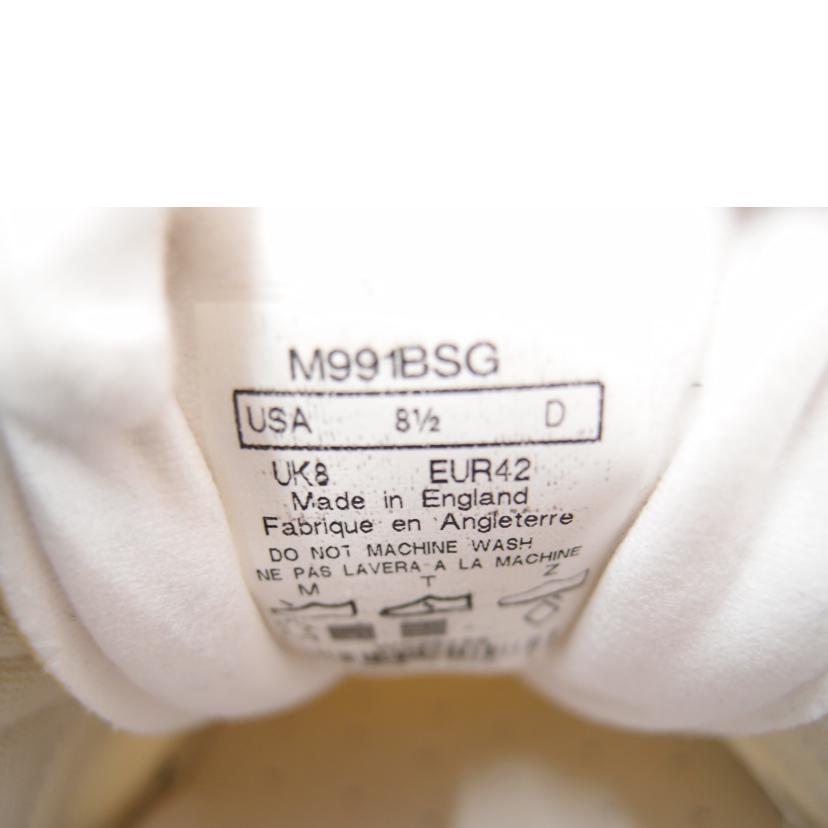 M991BSG
USA 8½ D
UK8 EUR42
Made in England
Fabrique en Angleterre
DO NOT MACHINE WASH
NE PAS LAVERA A LA MACHINE
M T Z